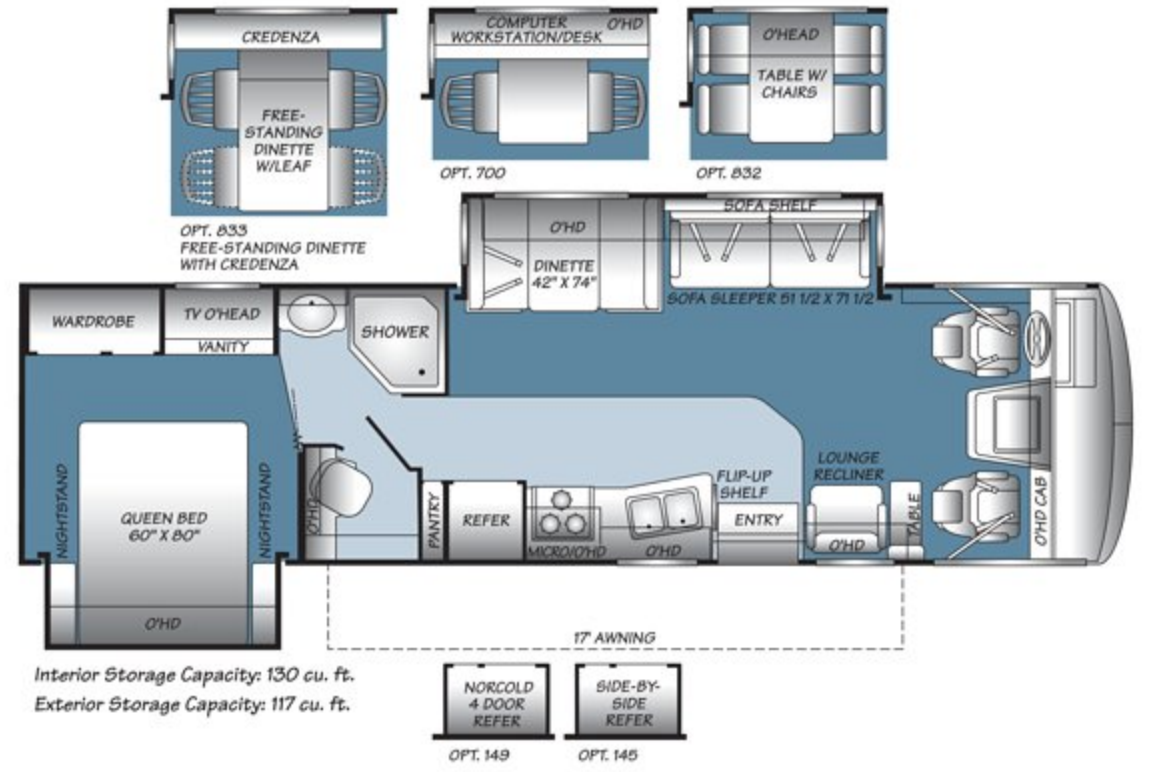 CREDENZA
FREE-
STANDING
DINETTE
W/LEAF
OPT. 833
FREE-STANDING DINETTE
WITH CREDENZA
COMPUTER
WORKSTATION/DESK
O'HD
OPT. 700
O'HEAD
TABLE W/
CHAIRS
OPT. 832
SOFA SHELF
O'HD
DINETTE
42" X 74"
SOFA SLEEPER 51 1/2 X 71 1/2
WARDROBE
TV O'HEAD
VANITY
SHOWER
LOUNGE
RECLINER
FLIP-UP
SHELF
NIGHTSTAND
QUEEN BED
60" X 80"
NIGHTSTAND
O'HD
O'HD
PANTRY
REFER
MICRO/O'HD
O'HD
ENTRY
O'HD
TABLE
O'HD CAB
17' AWNING
Interior Storage Capacity: 130 cu. ft.
Exterior Storage Capacity: 117 cu. ft.
NORCOLD
4 DOOR
REFER
OPT. 149
SIDE-BY-
SIDE
REFER
OPT. 145